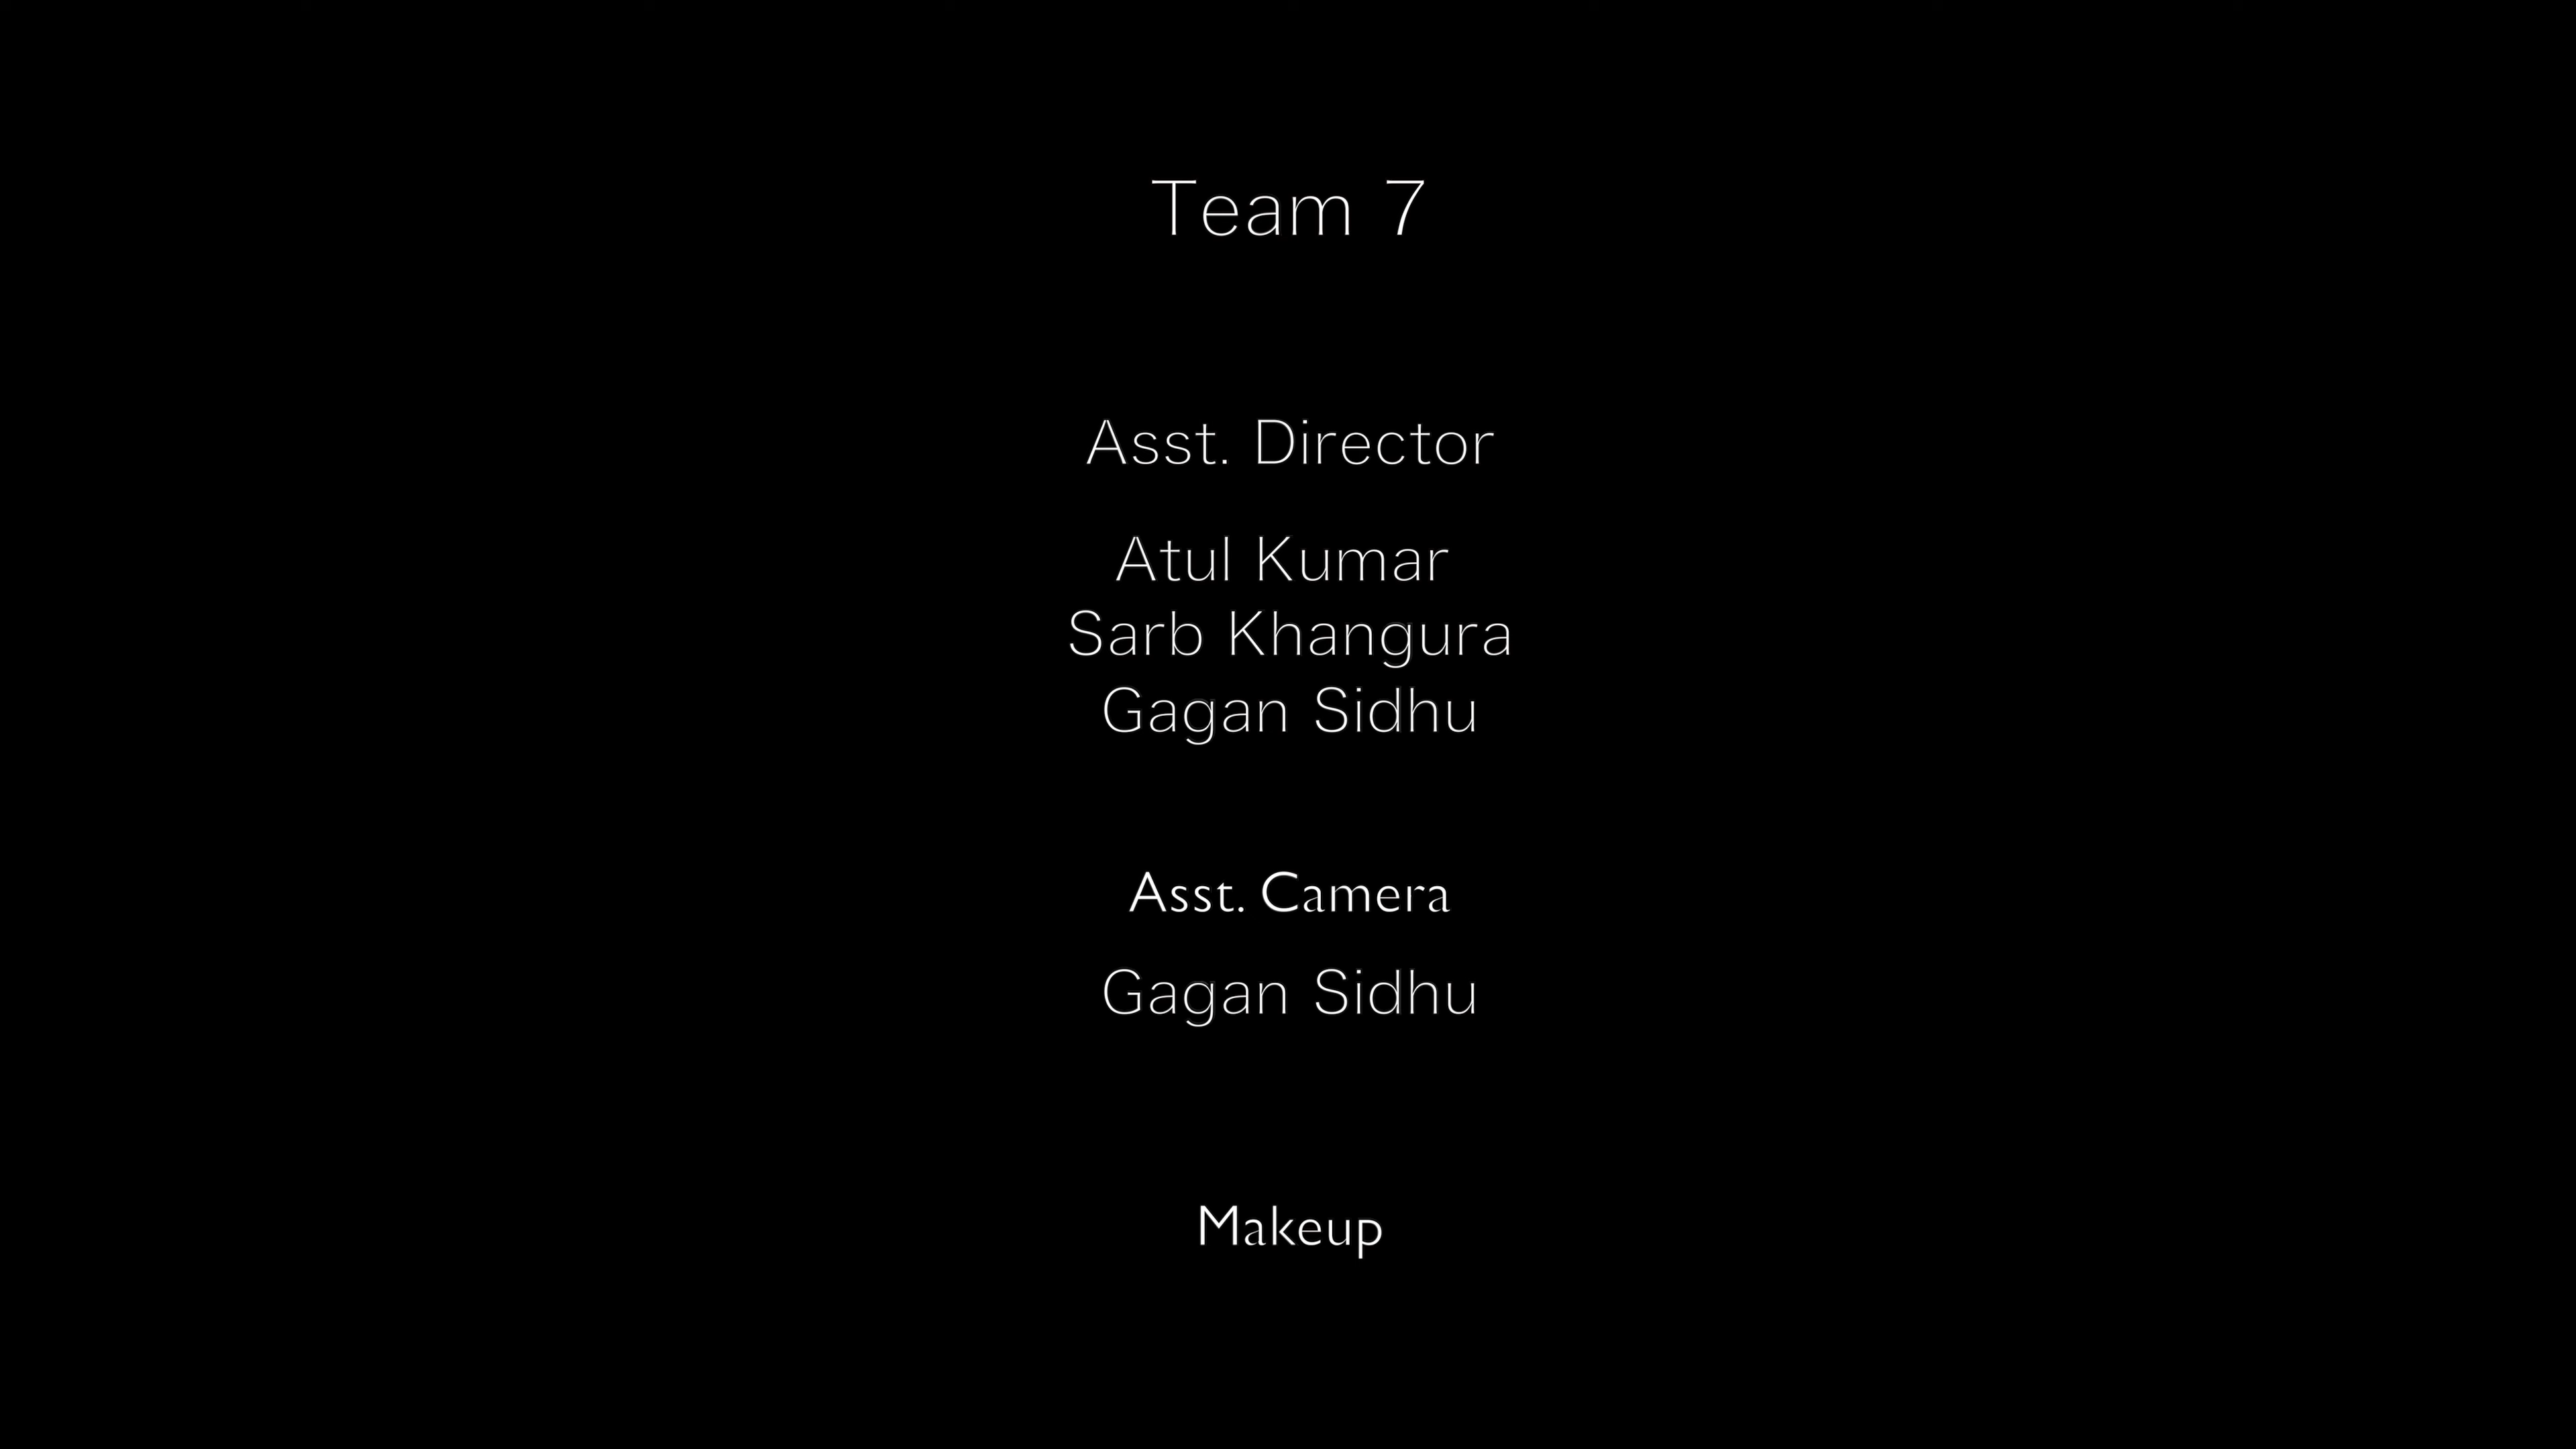 Team 7
Asst. Director
Atul Kumar
Sarb Khangura
Gagan Sidhu
Asst. Camera
Gagan Sidhu
Makeup